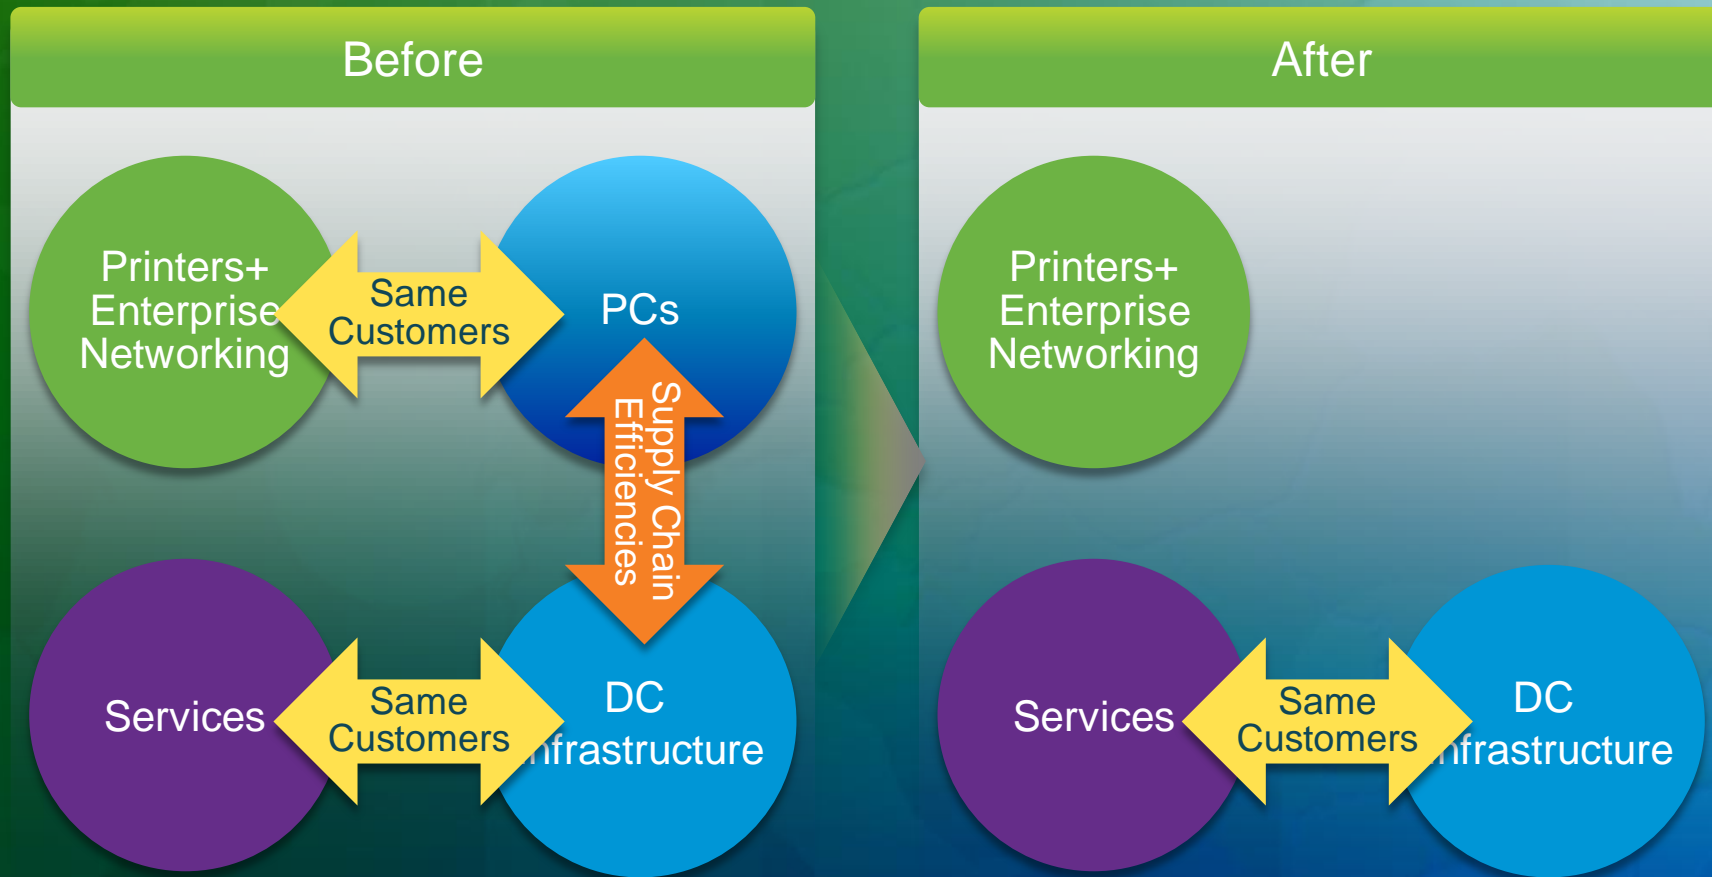 Before
After
Printers+
Enterprise
Networking
Same
Customers
PCs
Supply Chain
Efficiencies
Services
Same
Customers
DC
Infrastructure
Printers+
Enterprise
Networking
Services
Same
Customers
DC
Infrastructure